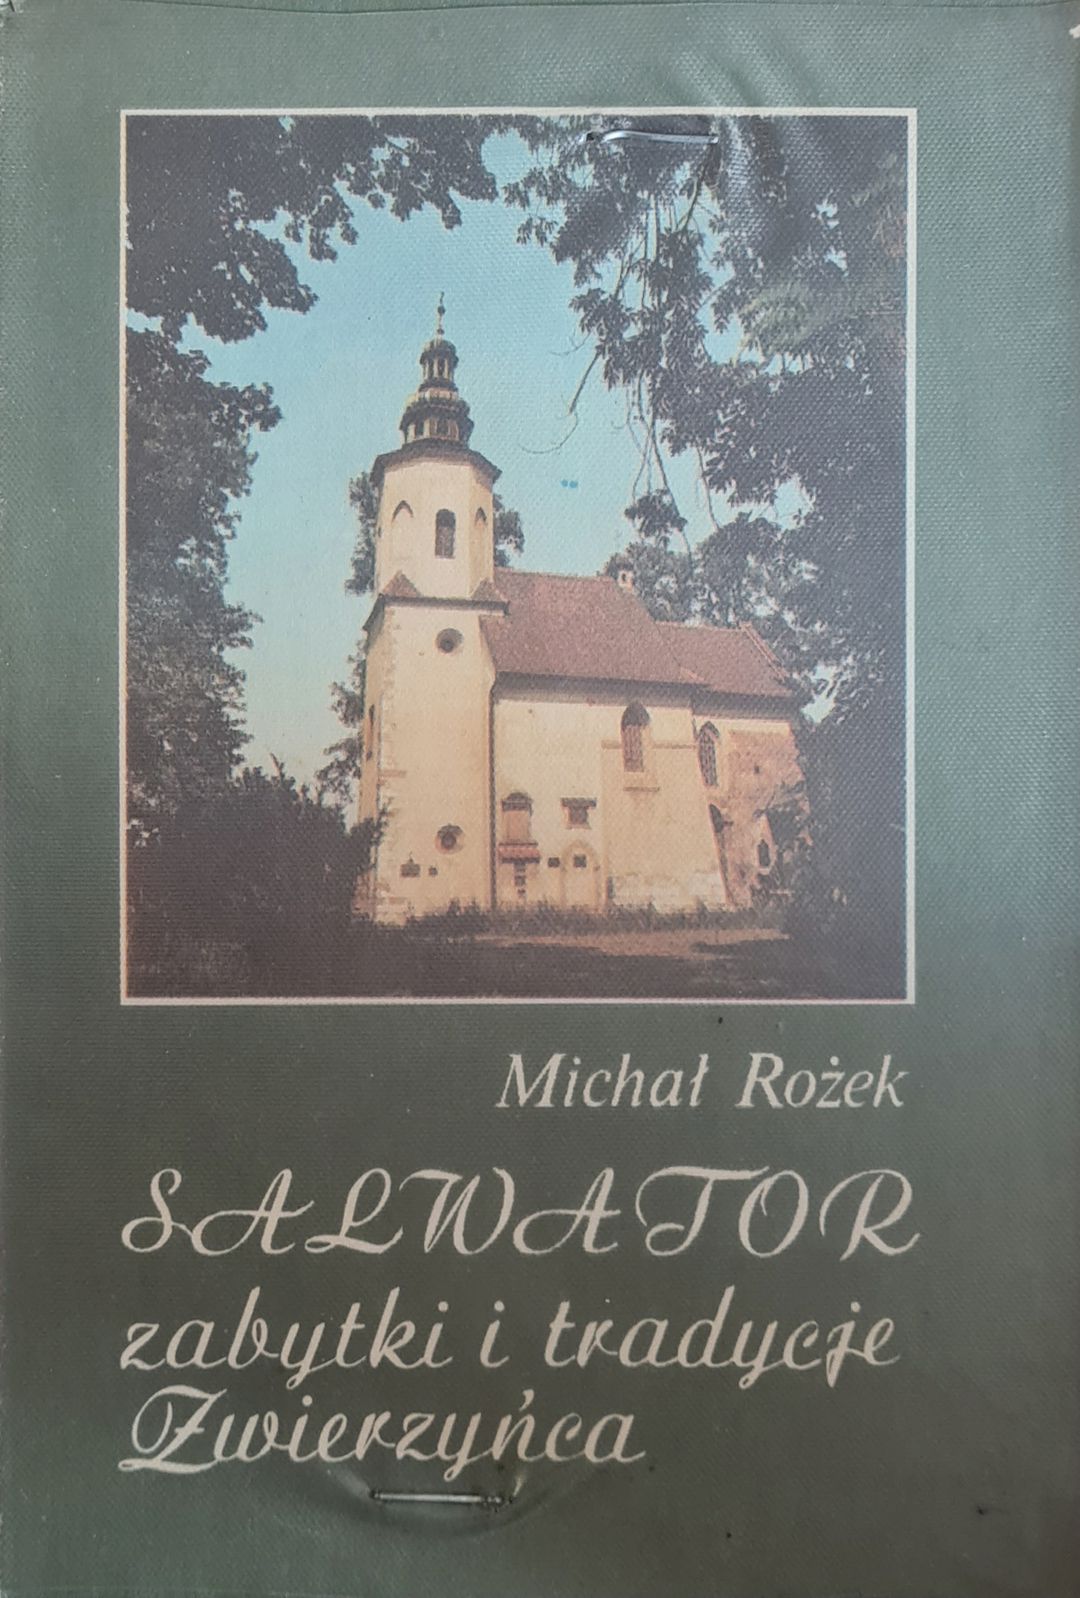 Michał Rożek
SALWATOR
zabytki i tradycje
Zwierzyńca